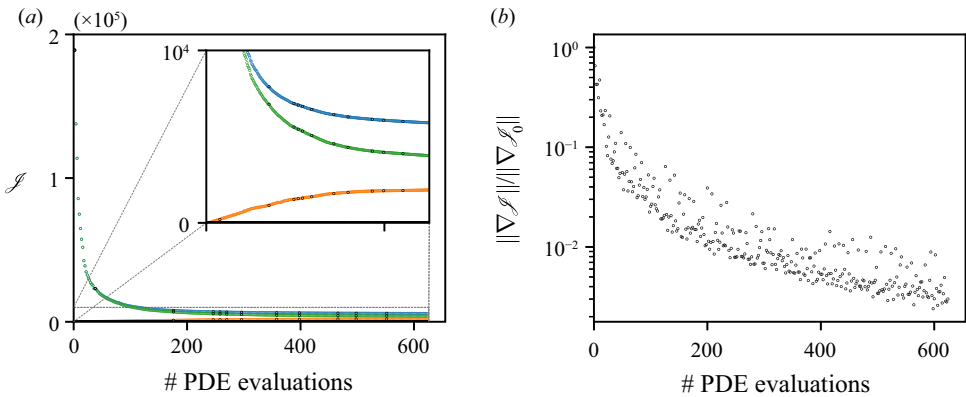 (a) (×10⁵)
2
1
0
𝒥
10⁴
0
0 200 400 600
# PDE evaluations
(b)
10⁰
10⁻¹
10⁻²
||∇𝒥||/||∇𝒥₀||
0 200 400 600
# PDE evaluations